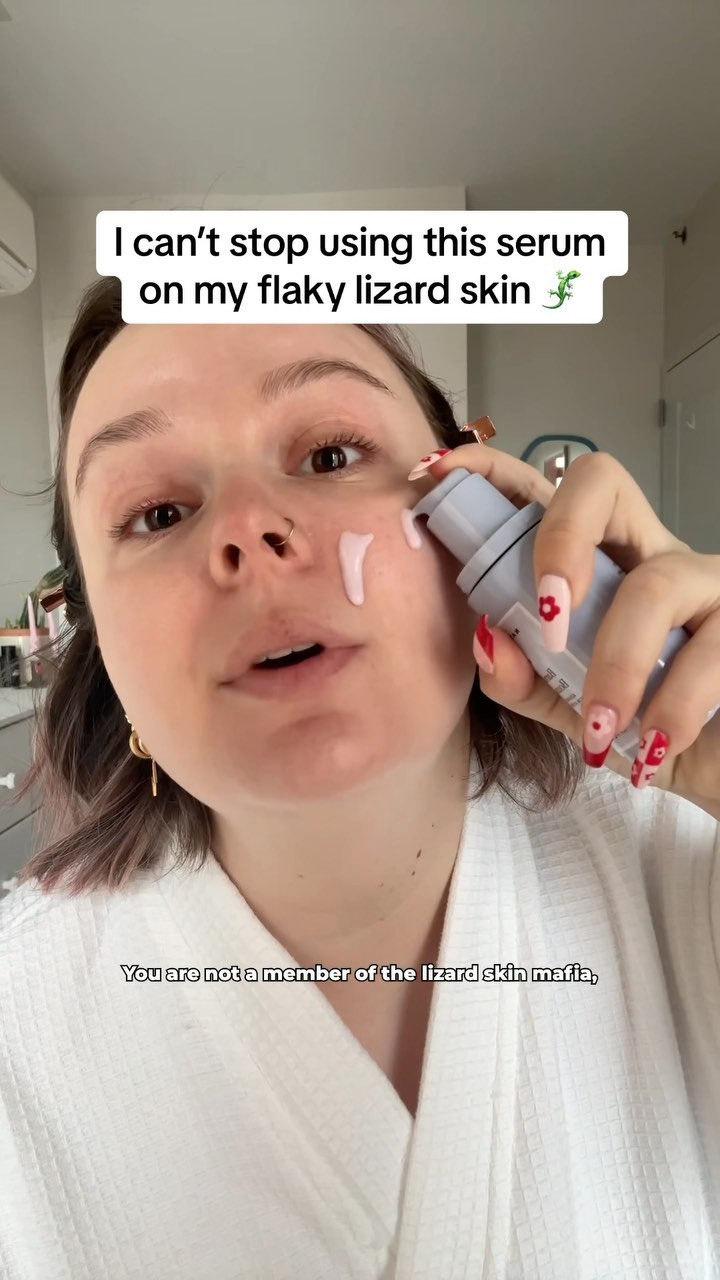 I can’t stop using this serum
on my flaky lizard skin 🦎
You are not a member of the lizard skin mafia,